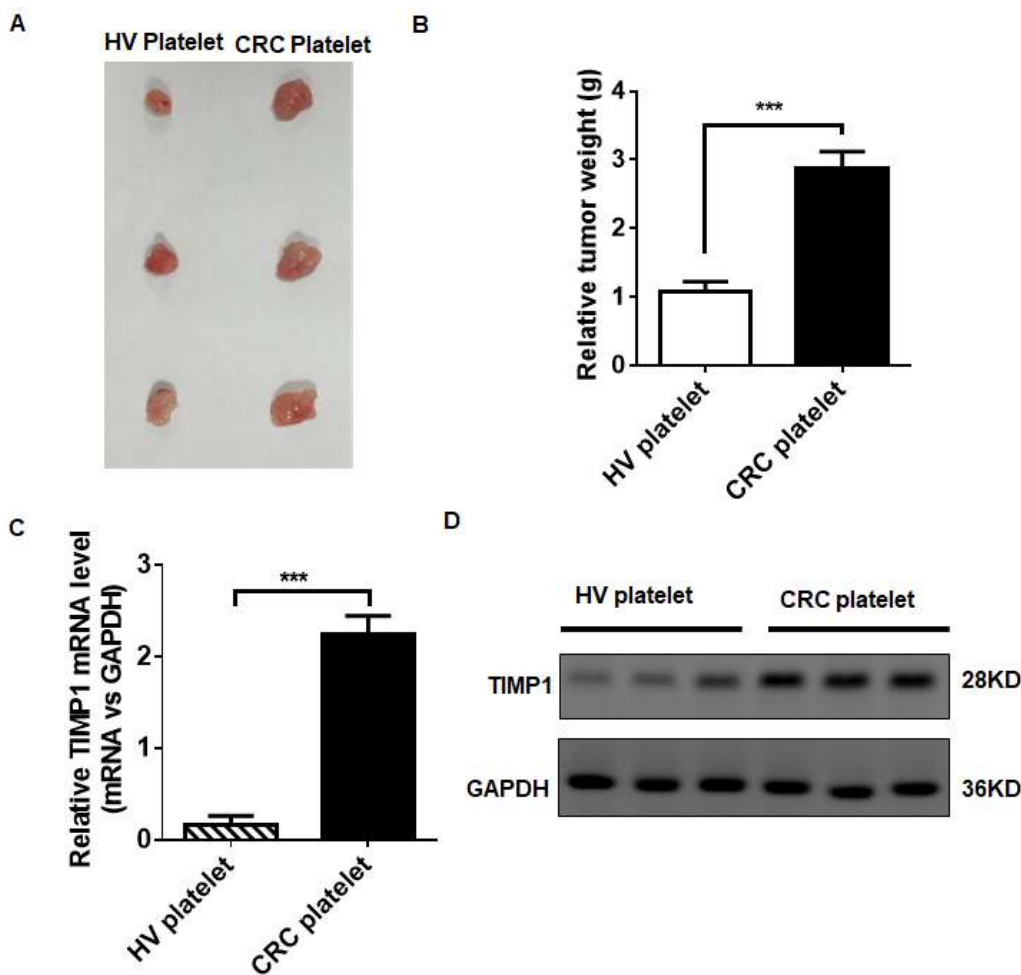 A
HV Platelet CRC Platelet
B
Relative tumor weight (g)
4
3
2
1
0
***
HV platelet
CRC platelet
C
Relative TIMP1 mRNA level
(mRNA vs GAPDH)
3
2
1
0
***
HV platelet
CRC platelet
D
HV platelet CRC platelet
TIMP1 28KD
GAPDH 36KD